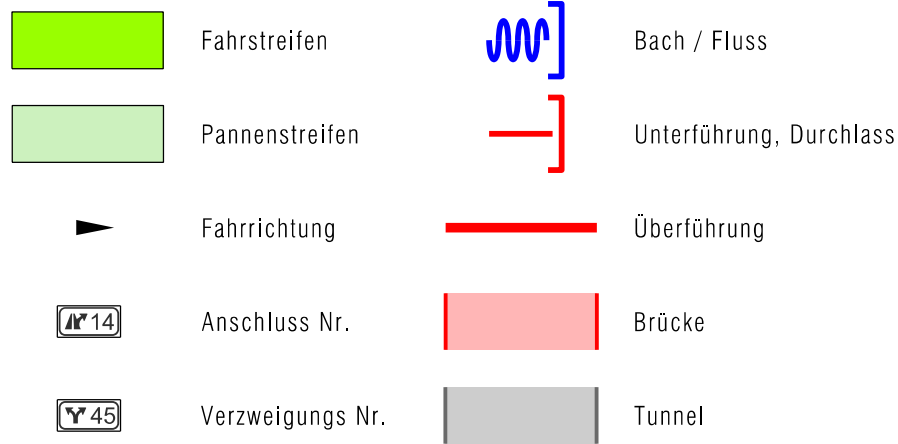 Fahrstreifen
Bach / Fluss
Pannenstreifen
Unterführung, Durchlass
Fahrrichtung
Überführung
14
Anschluss Nr.
Brücke
45
Verzweigungs Nr.
Tunnel